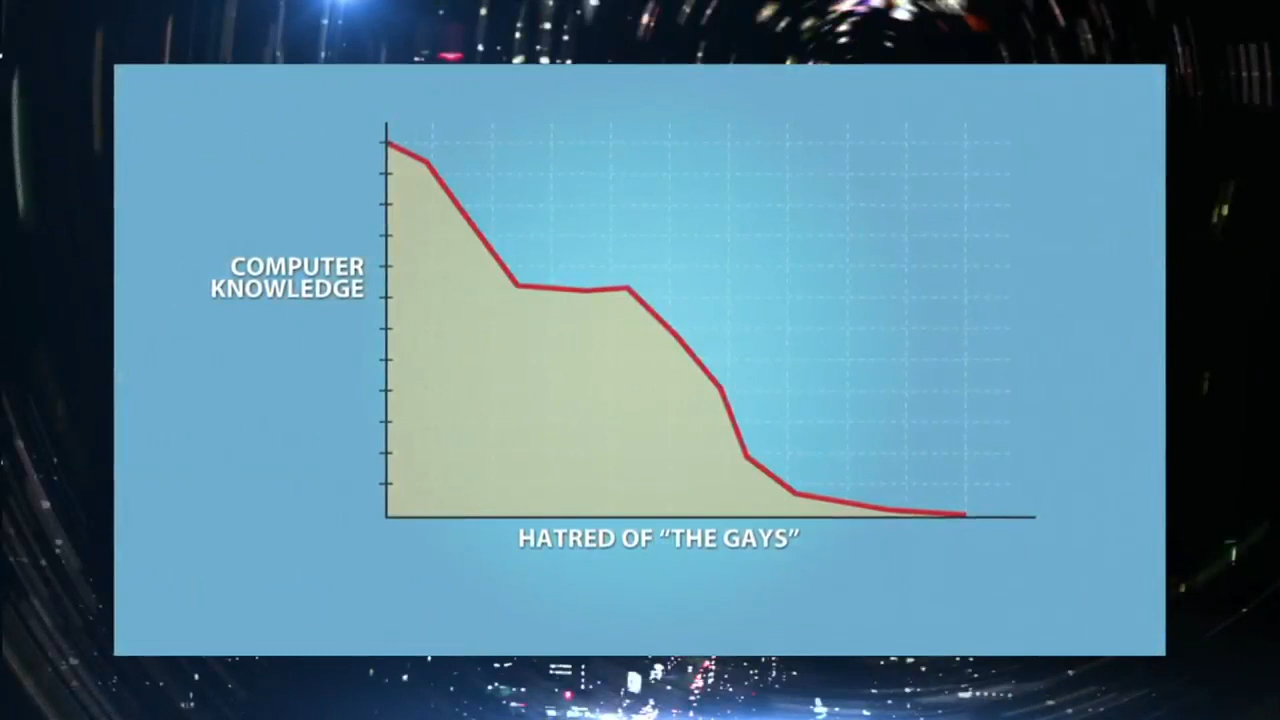 COMPUTER
KNOWLEDGE
HATRED OF “THE GAYS”